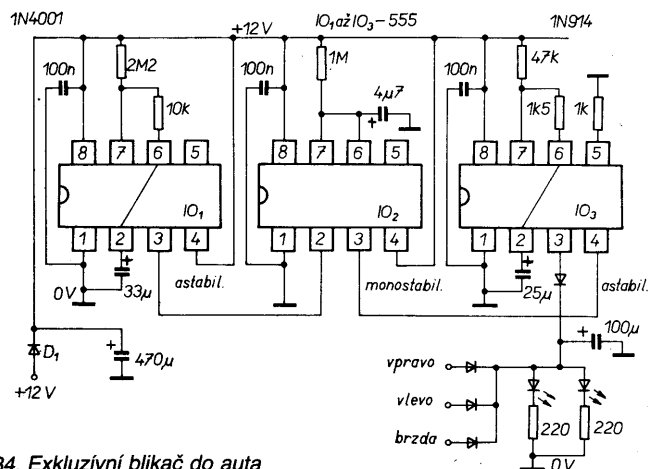 1N4001
+12V
IO₁ až IO₃ – 555
1N914
100n
2M2
10k
100n
1M
4µ7
+
100n
47k
1k5
1k
8 7 6 5
8 7 6 5
8 7 6 5
IO₁
IO₂
IO₃
1 2 3 4
1 2 3 4
1 2 3 4
0V
+
33µ
astabil.
monostabil.
+
25µ
astabil.
D₁
+
470µ
+12V
+
100µ
vpravo
vlevo
brzda
220
220
0V
34. Exkluzívní blikač do auta